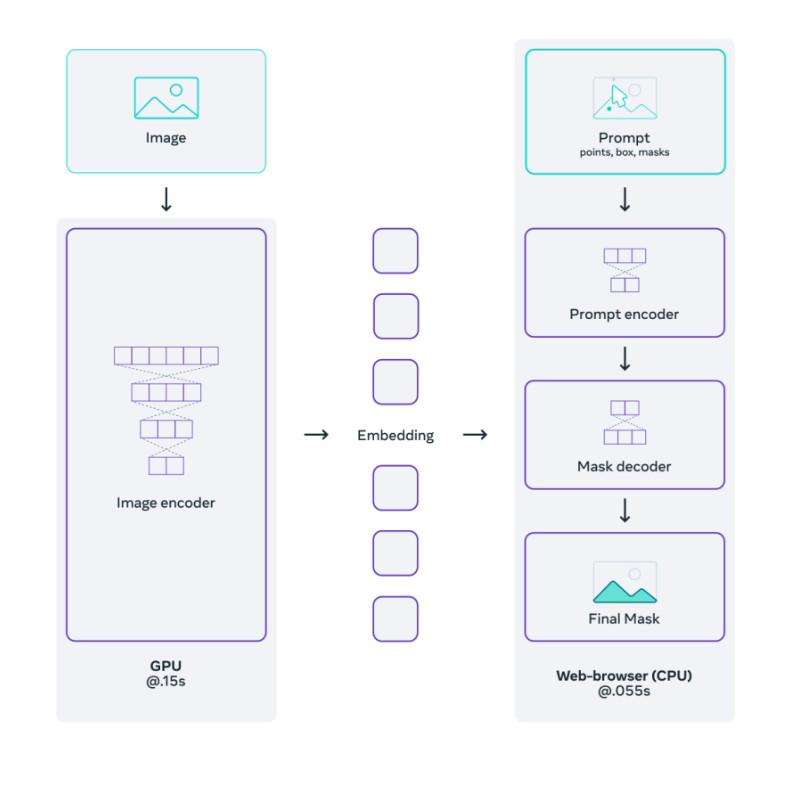 Image
Image encoder
GPU
@.15s
Embedding
Prompt
points, box, masks
Prompt encoder
Mask decoder
Final Mask
Web-browser (CPU)
@.055s